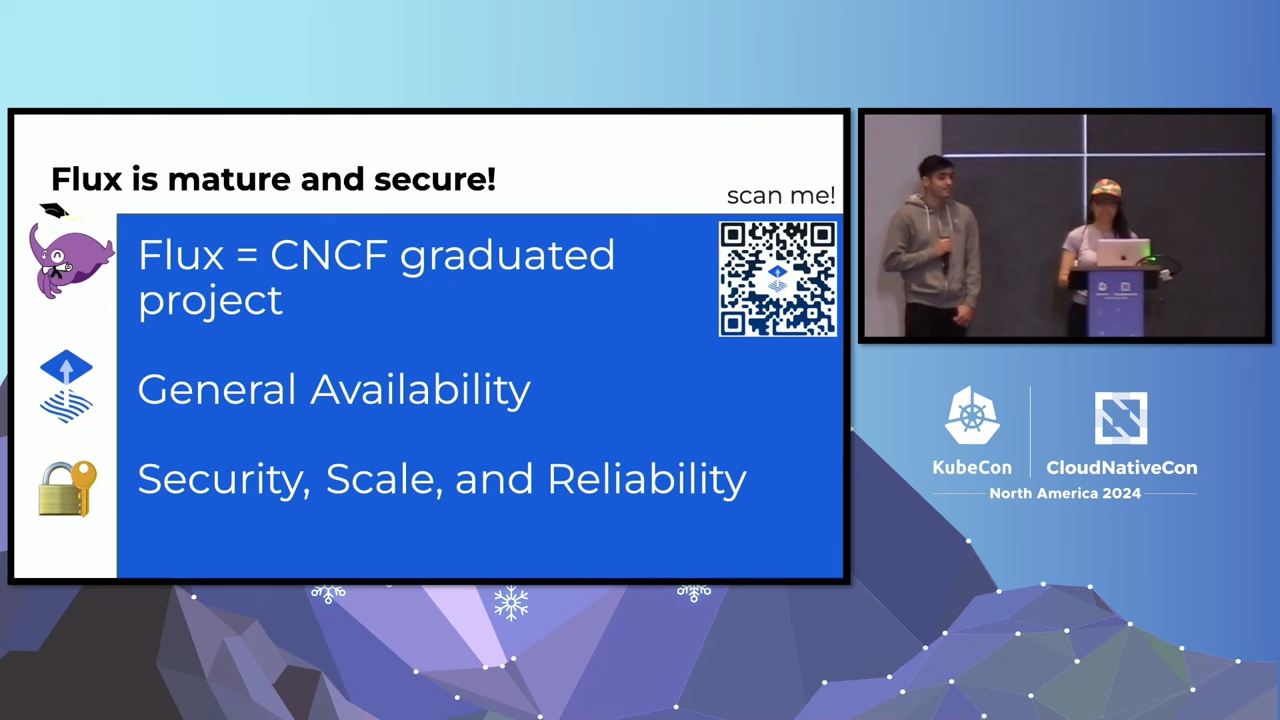 Flux is mature and secure!
scan me!
Flux = CNCF graduated
project
General Availability
Security, Scale, and Reliability
KubeCon
CloudNativeCon
North America 2024